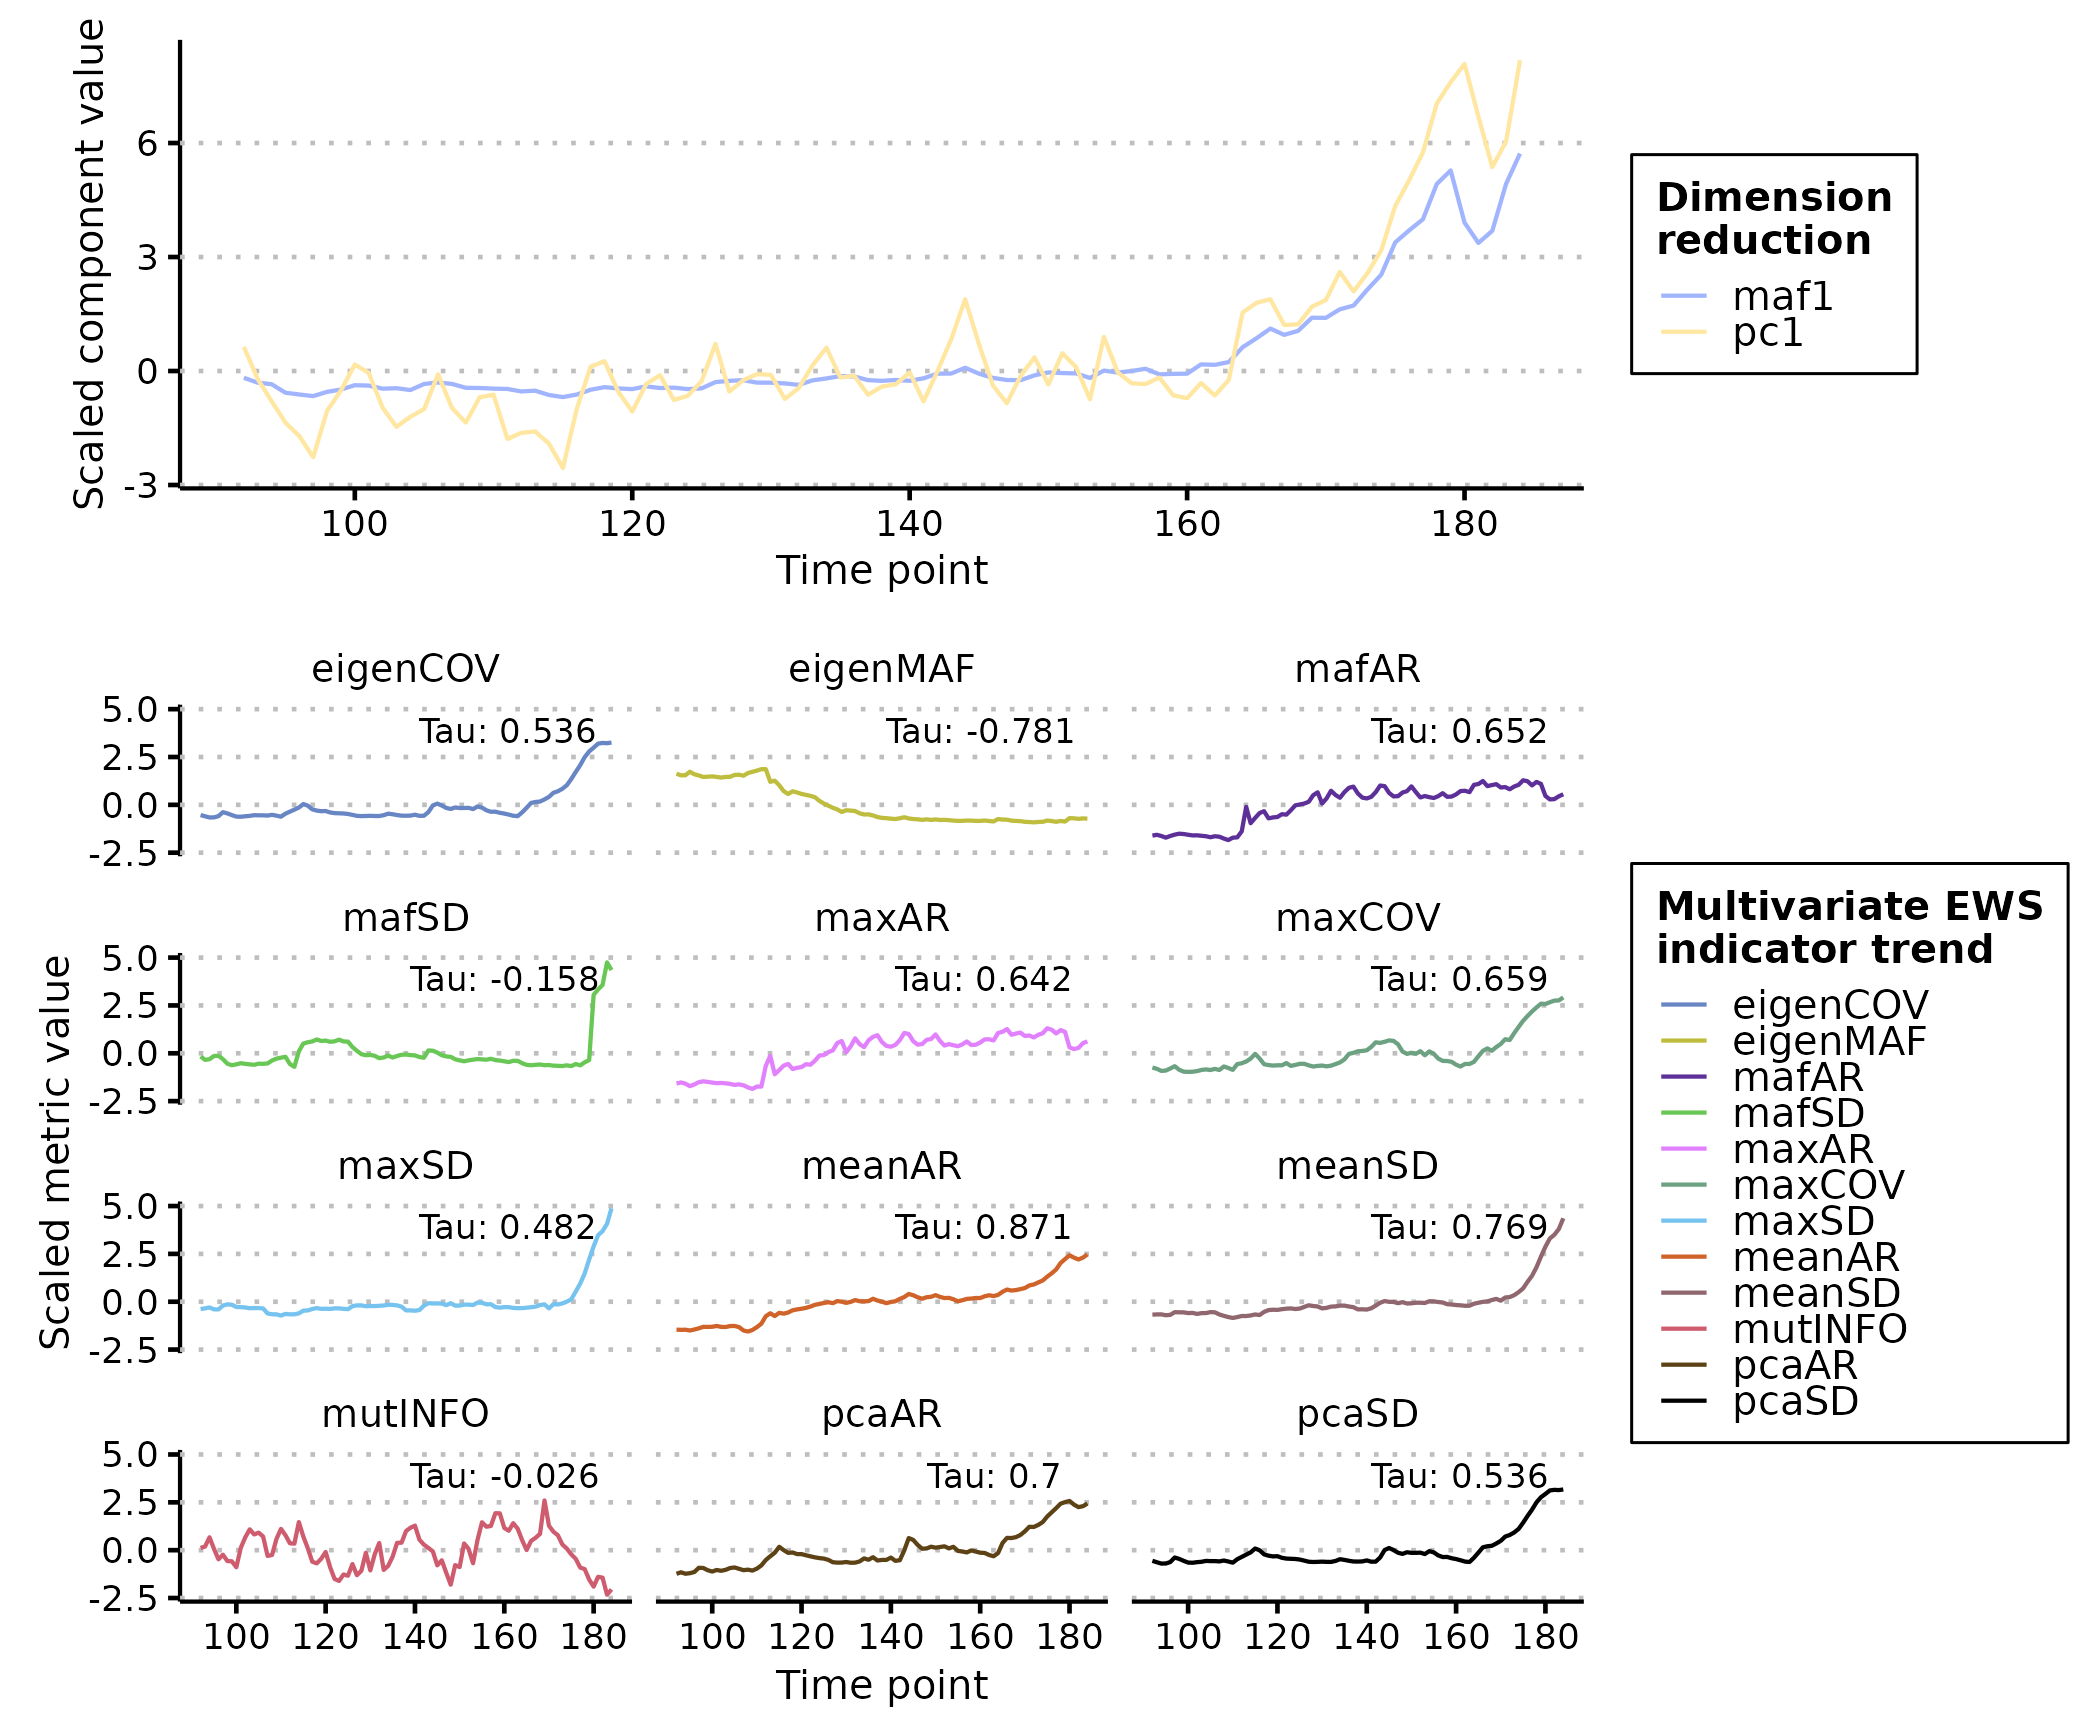 Scaled component value
6
3
0
-3
100 120 140 160 180
Time point
Dimension
reduction
maf1
pc1
eigenCOV eigenMAF mafAR
5.0
2.5
0.0
-2.5
Tau: 0.536 Tau: -0.781 Tau: 0.652
mafSD maxAR maxCOV
5.0
2.5
0.0
-2.5
Tau: -0.158 Tau: 0.642 Tau: 0.659
Scaled metric value
maxSD meanAR meanSD
5.0
2.5
0.0
-2.5
Tau: 0.482 Tau: 0.871 Tau: 0.769
mutINFO pcaAR pcaSD
5.0
2.5
0.0
-2.5
Tau: -0.026 Tau: 0.7 Tau: 0.536
100 120 140 160 180 100 120 140 160 180 100 120 140 160 180
Time point
Multivariate EWS
indicator trend
eigenCOV
eigenMAF
mafAR
mafSD
maxAR
maxCOV
maxSD
meanAR
meanSD
mutINFO
pcaAR
pcaSD